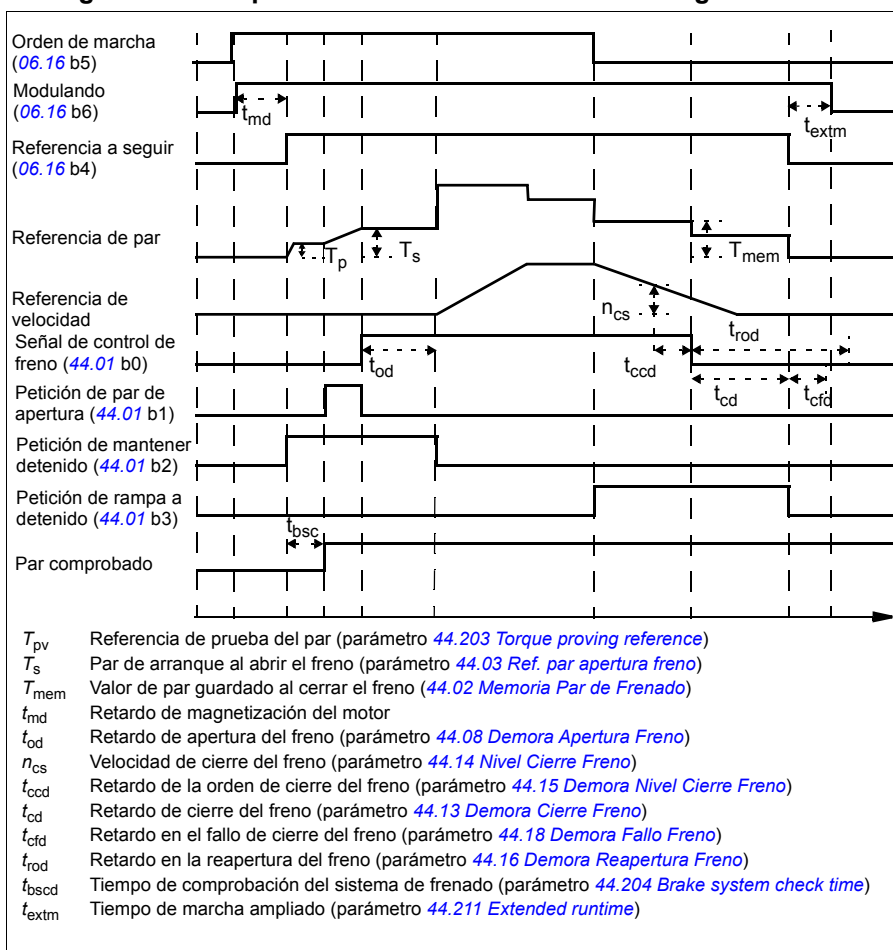 Orden de marcha
(06.16 b5)
Modulando
(06.16 b6)
t_md
t_extm
Referencia a seguir
(06.16 b4)
Referencia de par
T_p
T_s
T_mem
Referencia de
velocidad
n_cs
Señal de control de
freno (44.01 b0)
t_od
t_ccd
t_rod
t_cd
t_cfd
Petición de par de
apertura (44.01 b1)
Petición de mantener
detenido (44.01 b2)
Petición de rampa a
detenido (44.01 b3)
t_bsc
Par comprobado
T_pv Referencia de prueba del par (parámetro 44.203 Torque proving reference)
T_s Par de arranque al abrir el freno (parámetro 44.03 Ref. par apertura freno)
T_mem Valor de par guardado al cerrar el freno (44.02 Memoria Par de Frenado)
t_md Retardo de magnetización del motor
t_od Retardo de apertura del freno (parámetro 44.08 Demora Apertura Freno)
n_cs Velocidad de cierre del freno (parámetro 44.14 Nivel Cierre Freno)
t_ccd Retardo de la orden de cierre del freno (parámetro 44.15 Demora Nivel Cierre Freno)
t_cd Retardo de cierre del freno (parámetro 44.13 Demora Cierre Freno)
t_cfd Retardo en el fallo de cierre del freno (parámetro 44.18 Demora Fallo Freno)
t_rod Retardo en la reapertura del freno (parámetro 44.16 Demora Reapertura Freno)
t_bscd Tiempo de comprobación del sistema de frenado (parámetro 44.204 Brake system check time)
t_extm Tiempo de marcha ampliado (parámetro 44.211 Extended runtime)